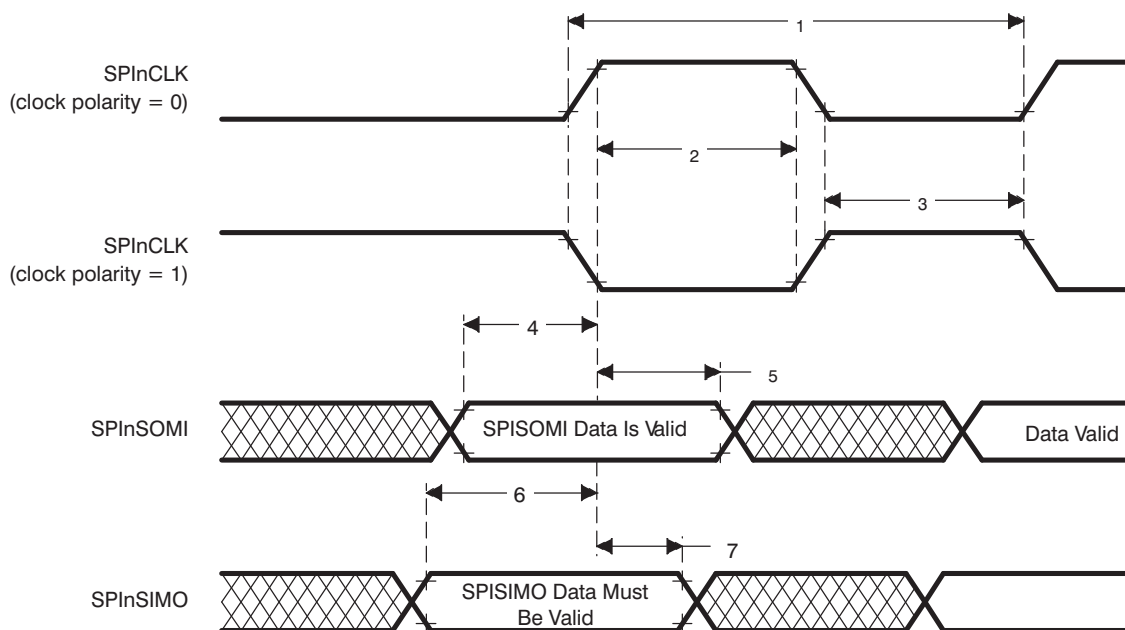 1
SPInCLK
(clock polarity = 0)
2
3
SPInCLK
(clock polarity = 1)
4
5
SPInSOMI
SPISOMI Data Is Valid
Data Valid
6
7
SPInSIMO
SPISIMO Data Must
Be Valid